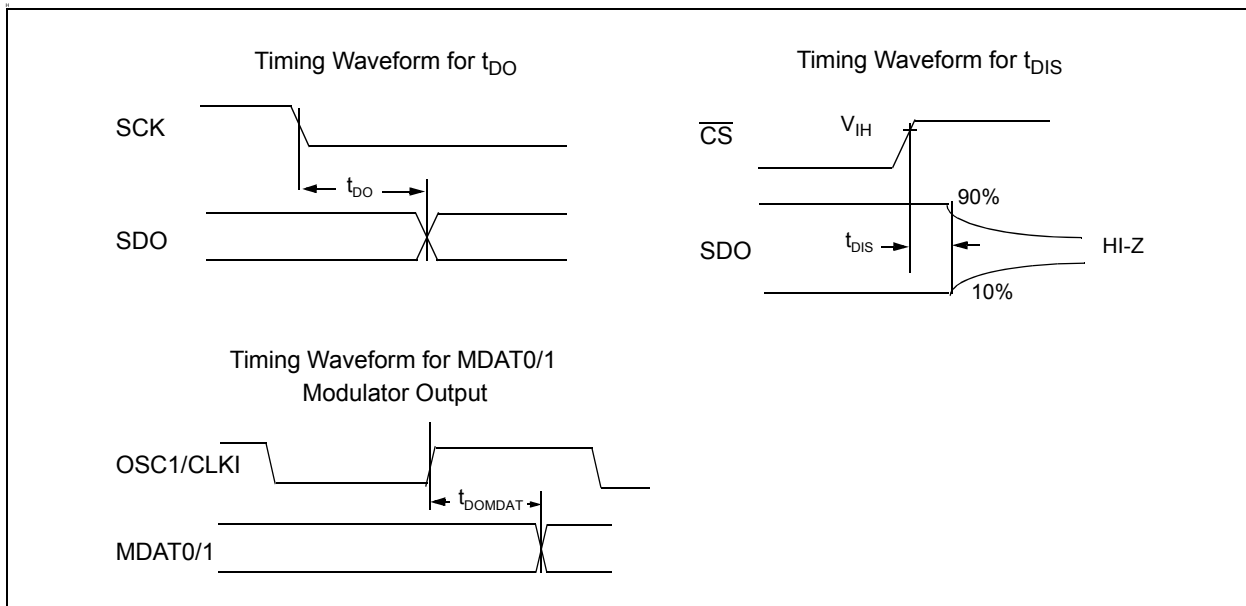 Timing Waveform for tDO
SCK
tDO
SDO
Timing Waveform for tDIS
CS
VIH
90%
SDO
tDIS
HI-Z
10%
Timing Waveform for MDAT0/1
Modulator Output
OSC1/CLKI
tDOMDAT
MDAT0/1